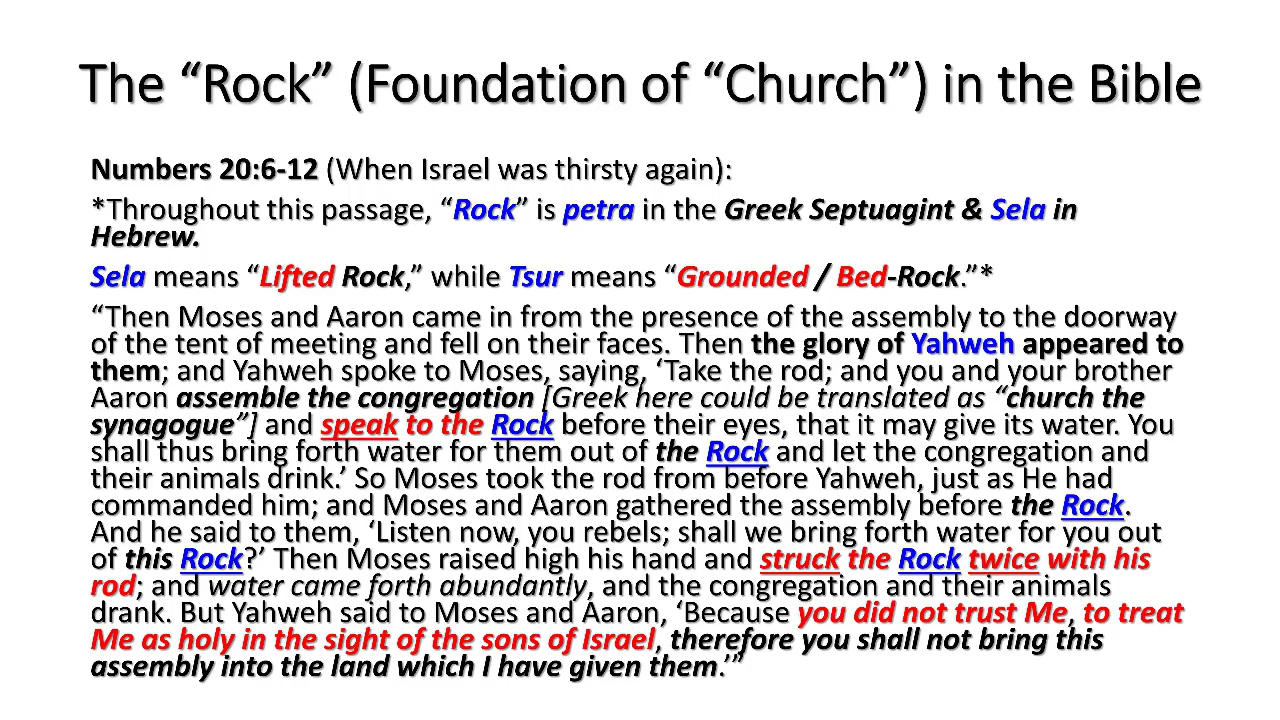 The “Rock” (Foundation of “Church”) in the Bible
Numbers 20:6-12 (When Israel was thirsty again):
*Throughout this passage, “Rock” is petra in the Greek Septuagint & Sela in
Hebrew.
Sela means “Lifted Rock,” while Tsur means “Grounded / Bed-Rock.”*
“Then Moses and Aaron came in from the presence of the assembly to the doorway
of the tent of meeting and fell on their faces. Then the glory of Yahweh appeared to
them; and Yahweh spoke to Moses, saying, ‘Take the rod; and you and your brother
Aaron assemble the congregation [Greek here could be translated as “church the
synagogue”] and speak to the Rock before their eyes, that it may give its water. You
shall thus bring forth water for them out of the Rock and let the congregation and
their animals drink.’ So Moses took the rod from before Yahweh, just as He had
commanded him; and Moses and Aaron gathered the assembly before the Rock.
And he said to them, ‘Listen now, you rebels; shall we bring forth water for you out
of this Rock?’ Then Moses raised high his hand and struck the Rock twice with his
rod; and water came forth abundantly, and the congregation and their animals
drank. But Yahweh said to Moses and Aaron, ‘Because you did not trust Me, to treat
Me as holy in the sight of the sons of Israel, therefore you shall not bring this
assembly into the land which I have given them.’”